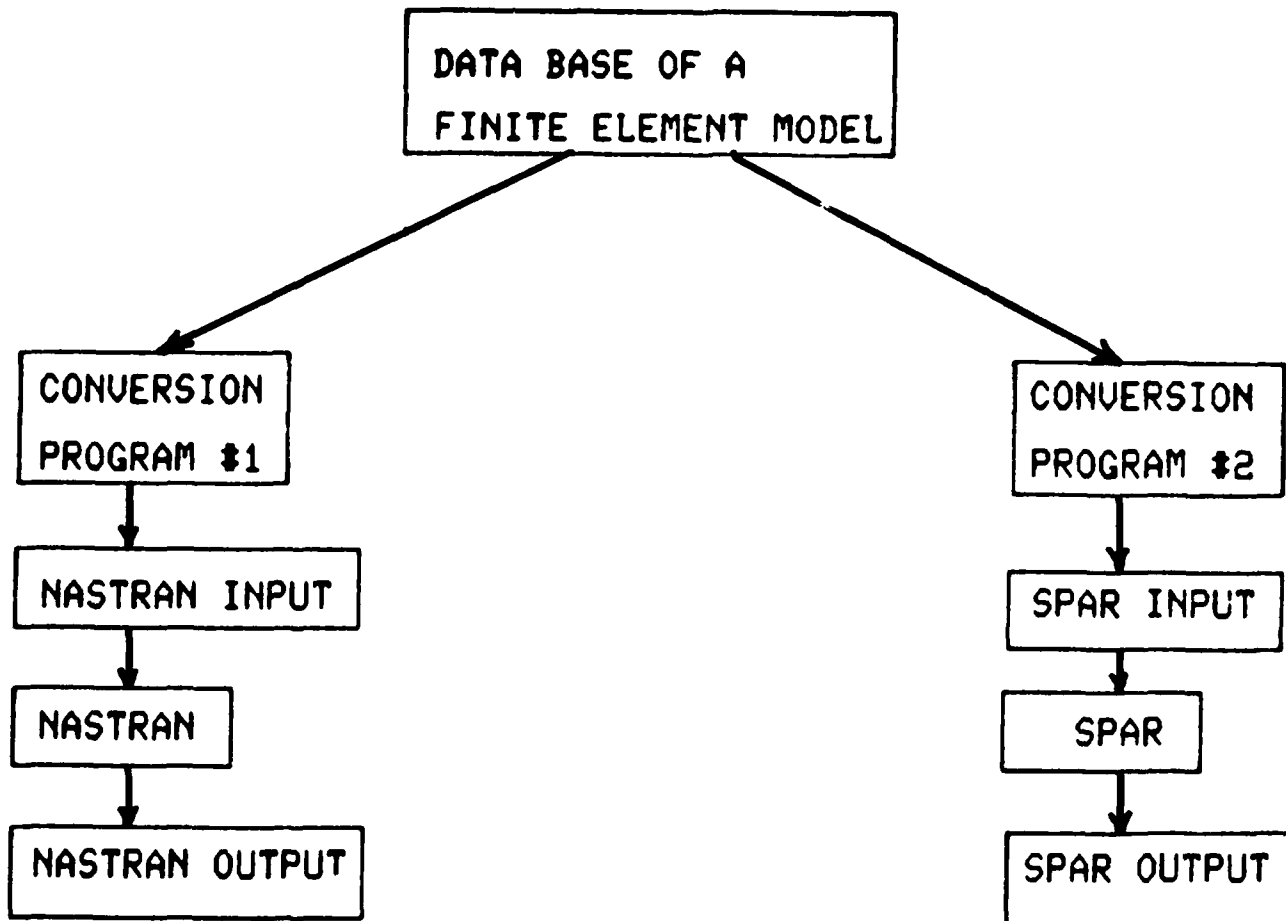 DATA BASE OF A
FINITE ELEMENT MODEL
CONVERSION
PROGRAM #1
NASTRAN INPUT
NASTRAN
NASTRAN OUTPUT
CONVERSION
PROGRAM #2
SPAR INPUT
SPAR
SPAR OUTPUT